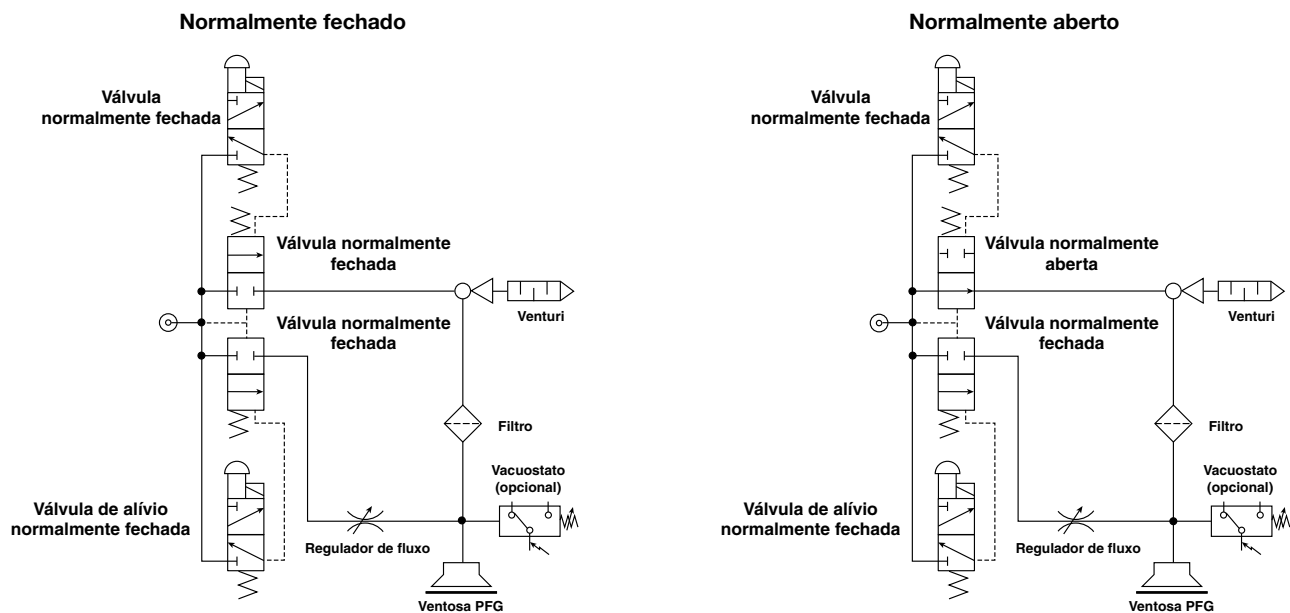 Normalmente fechado
Válvula
normalmente fechada
Válvula normalmente
fechada
Venturi
Válvula normalmente
fechada
Filtro
Vacuostato
(opcional)
Válvula de alívio
normalmente fechada
Regulador de fluxo
Ventosa PFG
Normalmente aberto
Válvula
normalmente fechada
Válvula normalmente
aberta
Venturi
Válvula normalmente
fechada
Filtro
Vacuostato
(opcional)
Válvula de alívio
normalmente fechada
Regulador de fluxo
Ventosa PFG